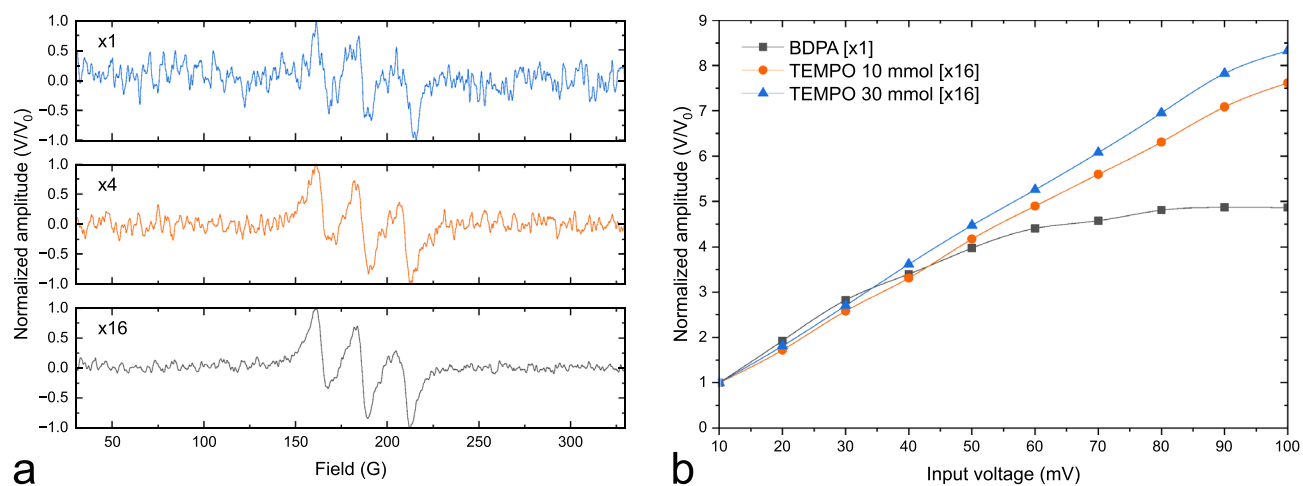 Normalized amplitude (V/V0)
x1
1.0
0.5
0.0
−0.5
−1.0
x4
1.0
0.5
0.0
−0.5
−1.0
x16
1.0
0.5
0.0
−0.5
−1.0
50 100 150 200 250 300
Field (G)
a
Normalized amplitude (V/V0)
9
8
7
6
5
4
3
2
1
0
BDPA [x1]
TEMPO 10 mmol [x16]
TEMPO 30 mmol [x16]
10 20 30 40 50 60 70 80 90 100
Input voltage (mV)
b